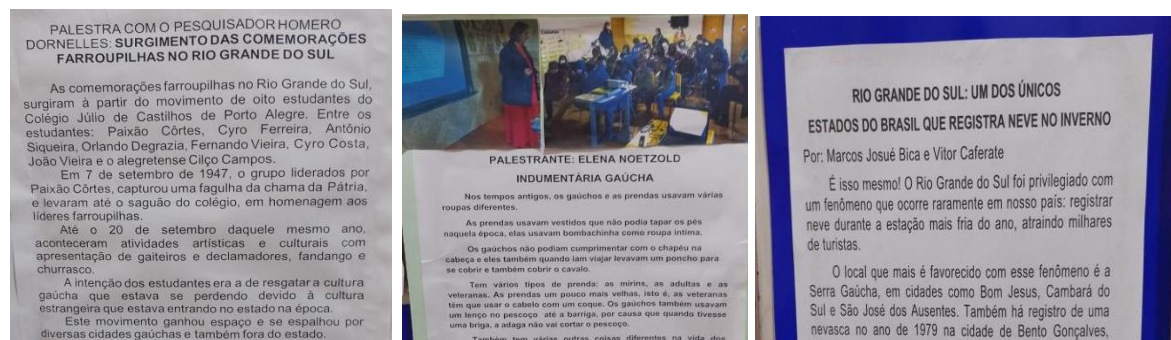 PALESTRA COM O PESQUISADOR HOMERO
DORNELLES: SURGIMENTO DAS COMEMORAÇÕES
FARROUPILHAS NO RIO GRANDE DO SUL
As comemorações farroupilhas no Rio Grande do Sul,
surgiram à partir do movimento de oito estudantes do
Colégio Júlio de Castilhos de Porto Alegre. Entre os
estudantes: Paixão Côrtes, Cyro Ferreira, Antônio
Siqueira, Orlando Degrazia, Fernando Vieira, Cyro Costa,
João Vieira e o alegretense Cilço Campos.
Em 7 de setembro de 1947, o grupo liderados por
Paixão Côrtes, capturou uma fagulha da chama da Pátria,
e levaram até o saguão do colégio, em homenagem aos
líderes farroupilhas.
Até o 20 de setembro daquele mesmo ano,
aconteceram atividades artísticas e culturais com
apresentação de gaiteiros e declamadores, fandango e
churrasco.
A intenção dos estudantes era a de resgatar a cultura
gaúcha que estava se perdendo devido à cultura
estrangeira que estava entrando no estado na época.
Este movimento ganhou espaço e se espalhou por
diversas cidades gaúchas e também fora do estado.
PALESTRANTE: ELENA NOETZOLD
INDUMENTÁRIA GAÚCHA
Nos tempos antigos, os gaúchos e as prendas usavam várias
roupas diferentes.
As prendas usavam vestidos que não podia tapar os pés
naquela época, elas usavam bombachinha como roupa íntima.
Os gaúchos não podiam cumprimentar com o chapéu na
cabeça e eles também quando iam viajar levavam um poncho para
se cobrir e também cobrir o cavalo.
Tem vários tipos de prenda: as mirins, as adultas e as
veteranas. As prendas um pouco mais velhas, isto é, as veteranas
têm que usar o cabelo com um coque. Os gaúchos também usavam
um lenço no pescoço até a barriga, por causa que quando tivesse
uma briga, a adaga não vai cortar o pescoço.
Também tem várias outras coisas diferentes na vida dos
RIO GRANDE DO SUL: UM DOS ÚNICOS
ESTADOS DO BRASIL QUE REGISTRA NEVE NO INVERNO
Por: Marcos Josué Bica e Vitor Caferate
É isso mesmo! O Rio Grande do Sul foi privilegiado com
um fenômeno que ocorre raramente em nosso país: registrar
neve durante a estação mais fria do ano, atraindo milhares
de turistas.
O local que mais é favorecido com esse fenômeno é a
Serra Gaúcha, em cidades como Bom Jesus, Cambará do
Sul e São José dos Ausentes. Também há registro de uma
nevasca no ano de 1979 na cidade de Bento Gonçalves,